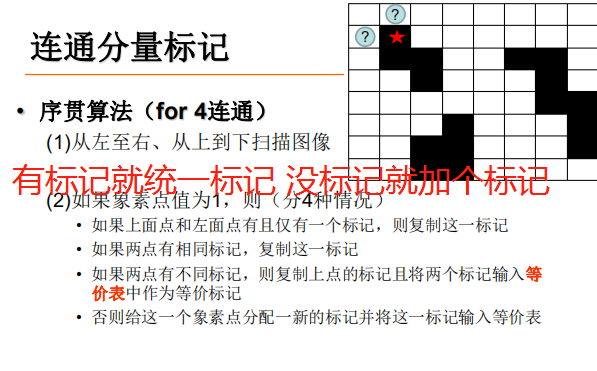 ?
连通分量标记
?
• 序贯算法（for 4连通）
(1)从左至右、从上到下扫描图像
有标记就统一标记 没标记就加个标记
(2)如果象素点值为1，则（分4种情况）
• 如果上面点和左面点有且仅有一个标记，则复制这一标记
• 如果两点有相同标记，复制这一标记
• 如果两点有不同标记，则复制上点的标记且将两个标记输入等
价表中作为等价标记
• 否则给这一个象素点分配一新的标记并将这一标记输入等价表